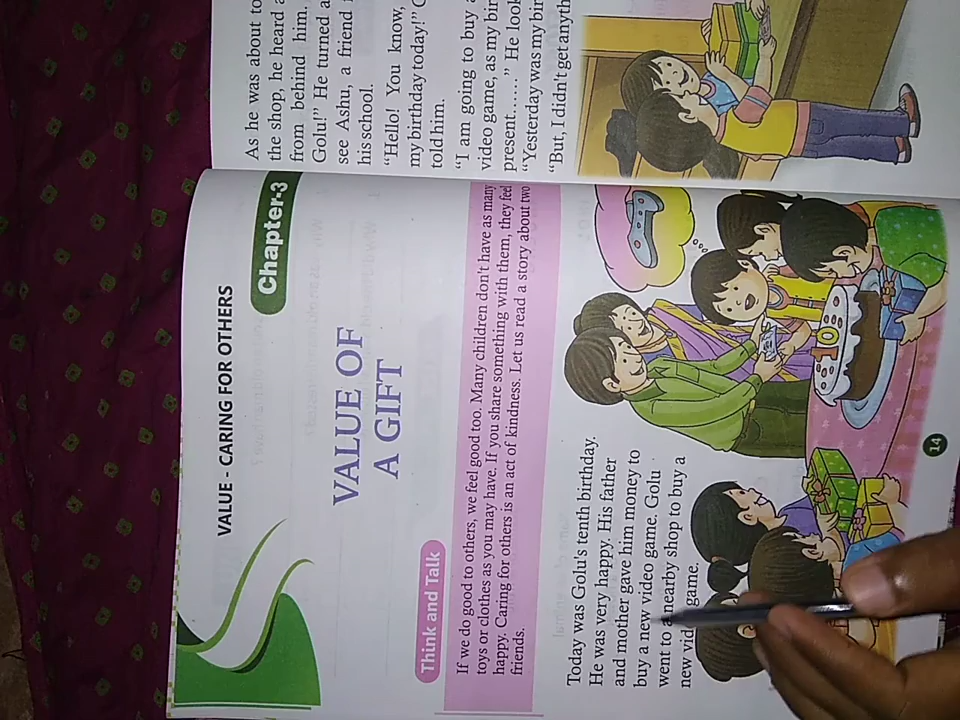 VALUE - CARING FOR OTHERS
Chapter-3
VALUE OF
A GIFT
Think and Talk
If we do good to others, we feel good too. Many children don't have as many
toys or clothes as you may have. If you share something with them, they feel
happy. Caring for others is an act of kindness. Let us read a story about two
friends.
Today was Golu's tenth birthday.
He was very happy. His father
and mother gave him money to
buy a new video game. Golu
went to a nearby shop to buy a
new video game.
10
14
As he was about to
the shop, he heard a
from behind him.
Golu!" He turned a
see Ashu, a friend
his school.
"Hello! You know,
my birthday today!"
told him.
"I am going to buy a
video game, as my bir
present……" He look
"Yesterday was my bir
"But, I didn't get anyth